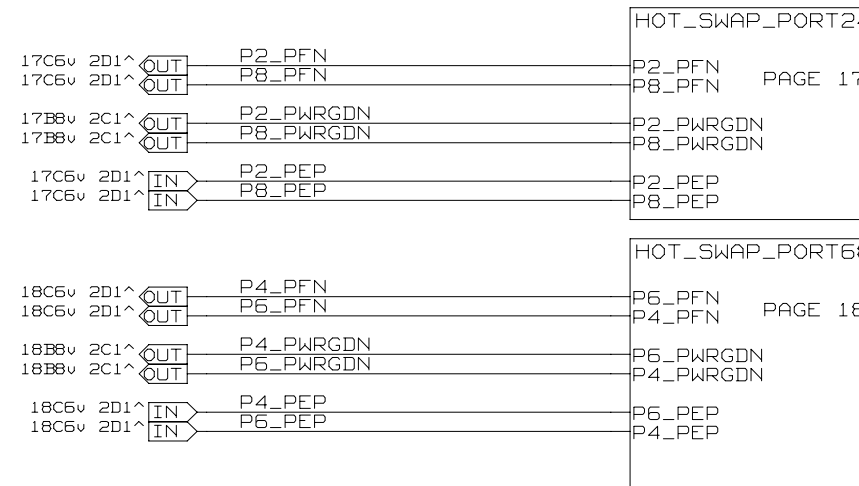 HOT_SWAP_PORT24
17C6v 2D1^ OUT P2_PFN P2_PFN
17C6v 2D1^ OUT P8_PFN P8_PFN PAGE 17
17B8v 2C1^ OUT P2_PWRGDN P2_PWRGDN
17B8v 2C1^ OUT P8_PWRGDN P8_PWRGDN
17C6v 2D1^ IN P2_PEP P2_PEP
17C6v 2D1^ IN P8_PEP P8_PEP
HOT_SWAP_PORT68
18C6v 2D1^ OUT P4_PFN P6_PFN
18C6v 2D1^ OUT P6_PFN P4_PFN PAGE 18
18B8v 2C1^ OUT P4_PWRGDN P6_PWRGDN
18B8v 2C1^ OUT P6_PWRGDN P4_PWRGDN
18C6v 2D1^ IN P4_PEP P6_PEP
18C6v 2D1^ IN P6_PEP P4_PEP